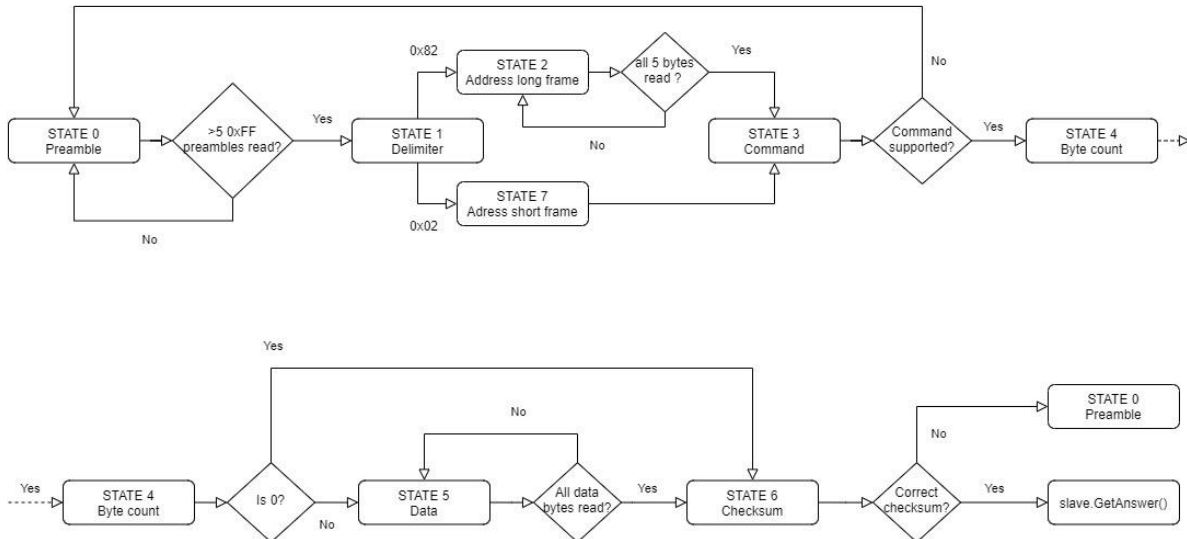 0x82
STATE 2
Address long frame
all 5 bytes
read ?
Yes
No
No
STATE 0
Preamble
>5 0xFF
preambles read?
Yes
STATE 1
Delimiter
STATE 3
Command
Command
supported?
Yes
STATE 4
Byte count
No
0x02
STATE 7
Adress short frame
Yes
No
STATE 0
Preamble
No
Yes
STATE 4
Byte count
Is 0?
No
STATE 5
Data
All data
bytes read?
Yes
STATE 6
Checksum
Correct
checksum?
Yes
slave.GetAnswer()